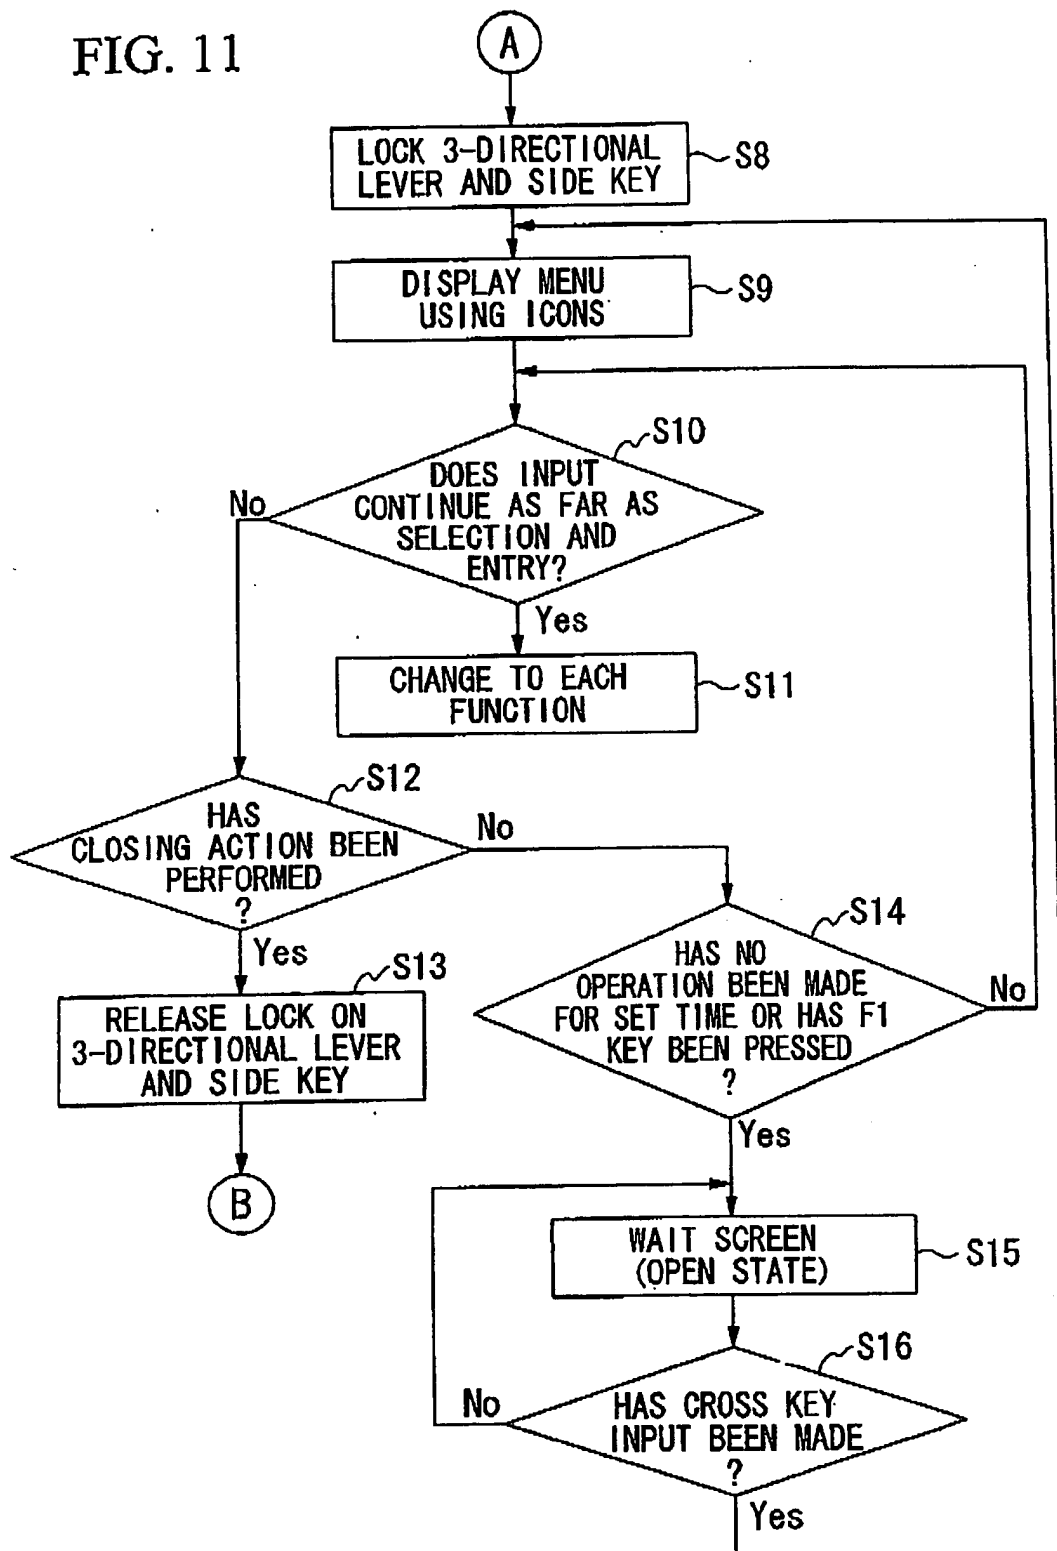 FIG. 11
A
LOCK 3-DIRECTIONAL
LEVER AND SIDE KEY
S8
DISPLAY MENU
USING ICONS
S9
S10
DOES INPUT
CONTINUE AS FAR AS
SELECTION AND
ENTRY?
No
Yes
CHANGE TO EACH
FUNCTION
S11
S12
HAS
CLOSING ACTION BEEN
PERFORMED
?
No
Yes
S13
RELEASE LOCK ON
3-DIRECTIONAL LEVER
AND SIDE KEY
B
S14
HAS NO
OPERATION BEEN MADE
FOR SET TIME OR HAS F1
KEY BEEN PRESSED
?
No
Yes
WAIT SCREEN
(OPEN STATE)
S15
S16
HAS CROSS KEY
INPUT BEEN MADE
?
No
Yes